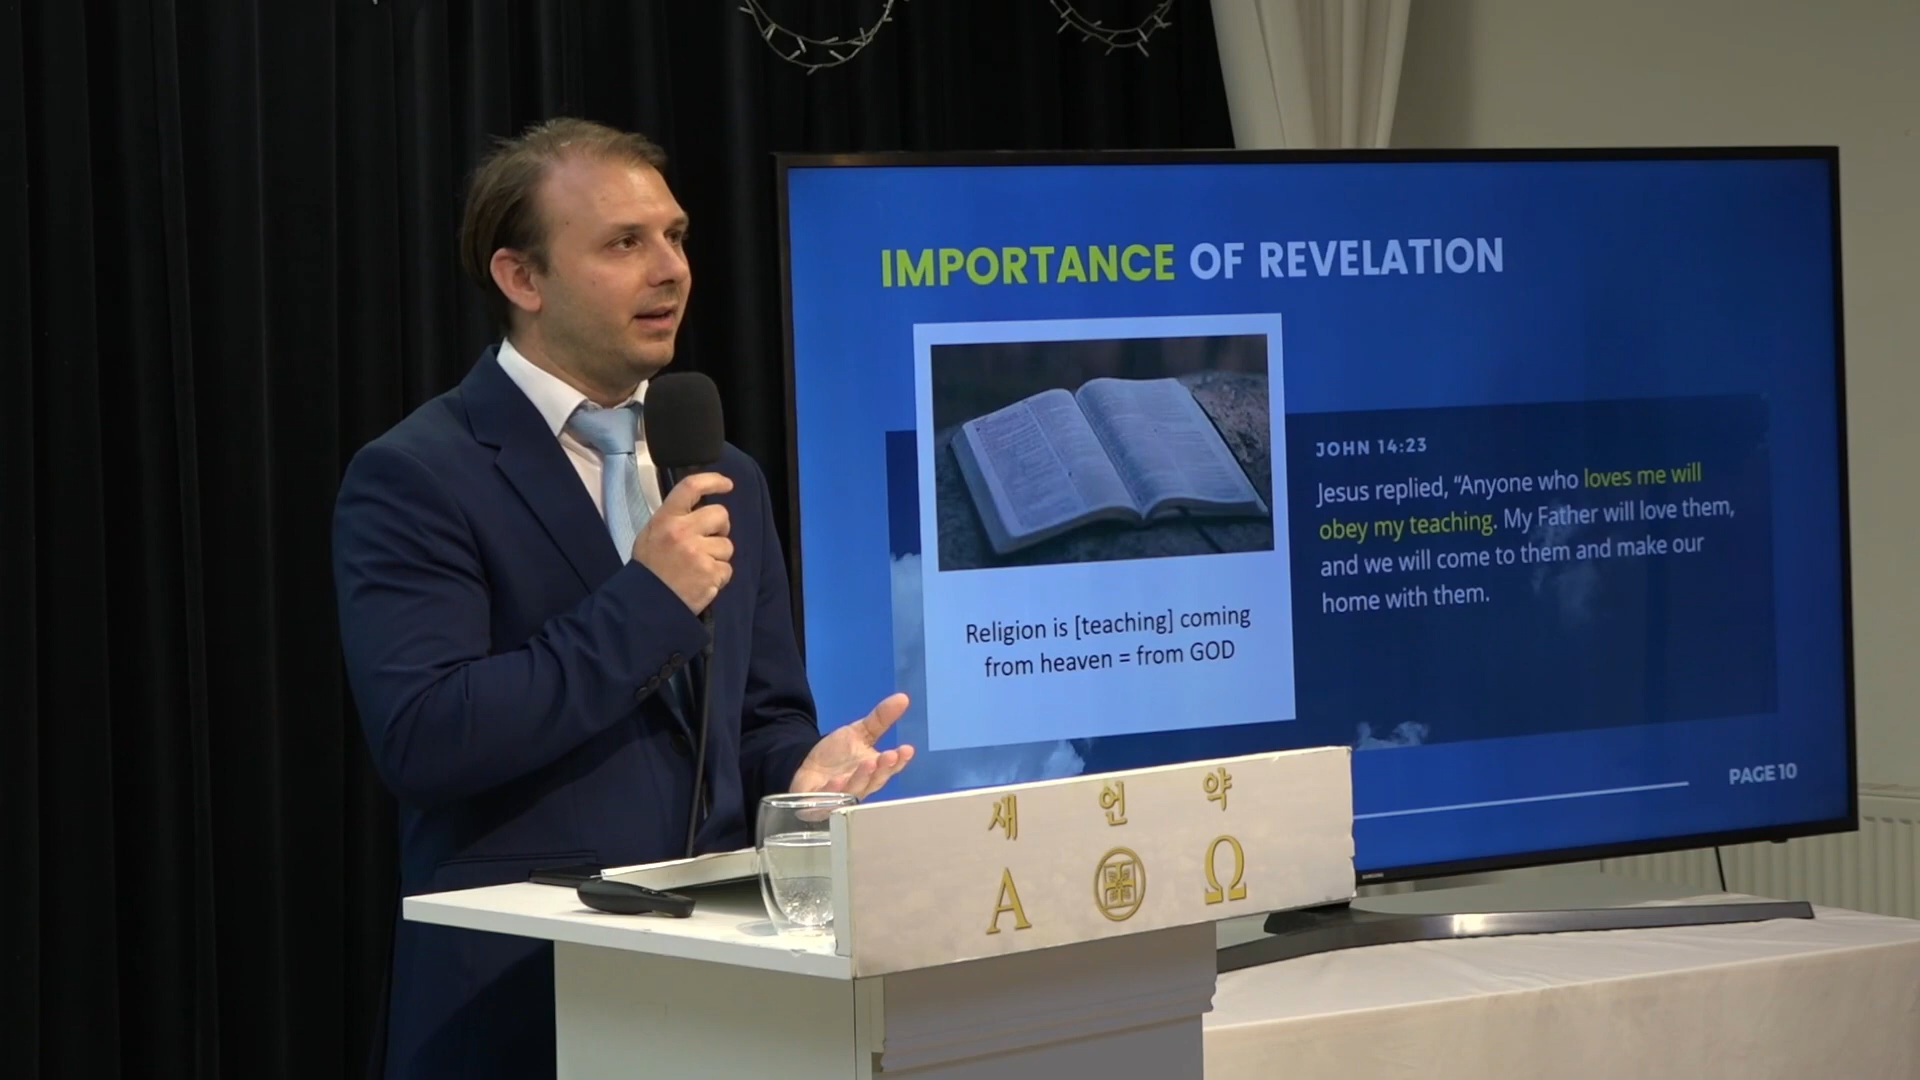 IMPORTANCE OF REVELATION
Religion is [teaching] coming
from heaven = from GOD
JOHN 14:23
Jesus replied, “Anyone who loves me will
obey my teaching. My Father will love them,
and we will come to them and make our
home with them.
PAGE 10
SAMSUNG
새 언 약
Α Ω